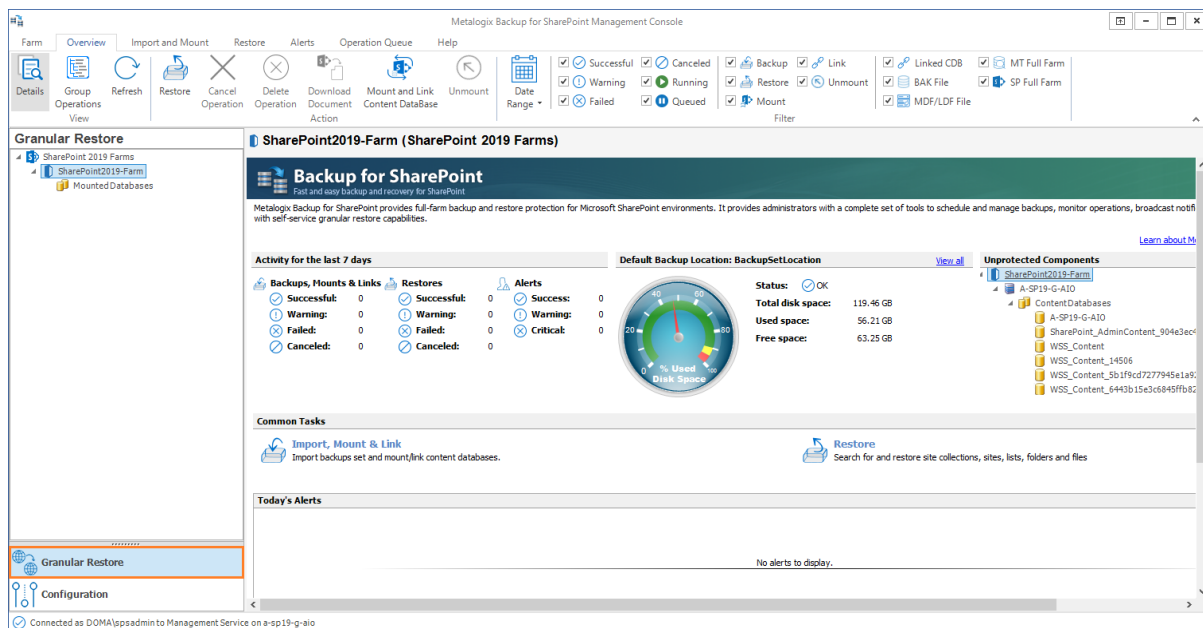 Metalogix Backup for SharePoint Management Console
Farm Overview Import and Mount Restore Alerts Operation Queue Help
Details
Group Operations
Refresh
View
Restore
Cancel Operation
Delete Operation
Download Document
Mount and Link Content DataBase
Unmount
Action
Date Range
Successful Canceled Backup Link Linked CDB MT Full Farm
Warning Running Restore Unmount BAK File SP Full Farm
Failed Queued Mount MDF/LDF File
Filter
Granular Restore
SharePoint 2019 Farms
SharePoint2019-Farm
Mounted Databases
Granular Restore
Configuration
SharePoint2019-Farm (SharePoint 2019 Farms)
Backup for SharePoint
Fast and easy backup and recovery for SharePoint
Metalogix Backup for SharePoint provides full-farm backup and restore protection for Microsoft SharePoint environments. It provides administrators with a complete set of tools to schedule and manage backups, monitor operations, broadcast notifi
with self-service granular restore capabilities.
Learn about M
Activity for the last 7 days
Backups, Mounts & Links
Successful: 0
Warning: 0
Failed: 0
Canceled: 0
Restores
Successful: 0
Warning: 0
Failed: 0
Canceled: 0
Alerts
Success: 0
Warning: 0
Critical: 0
Default Backup Location: BackupSetLocation View all
0 20 40 60 80 100
% Used
Disk Space
Status: OK
Total disk space: 119.46 GB
Used space: 56.21 GB
Free space: 63.25 GB
Unprotected Components
SharePoint2019-Farm
A-SP19-G-AIO
ContentDatabases
A-SP19-G-AIO
SharePoint_AdminContent_904e3ec4
WSS_Content
WSS_Content_14506
WSS_Content_5b1f9cd7277945e1a92
WSS_Content_6443b15e3c6845ffb82
Common Tasks
Import, Mount & Link
Import backups set and mount/link content databases.
Restore
Search for and restore site collections, sites, lists, folders and files
Today's Alerts
No alerts to display.
Connected as DOMA\spsadmin to Management Service on a-sp19-g-aio